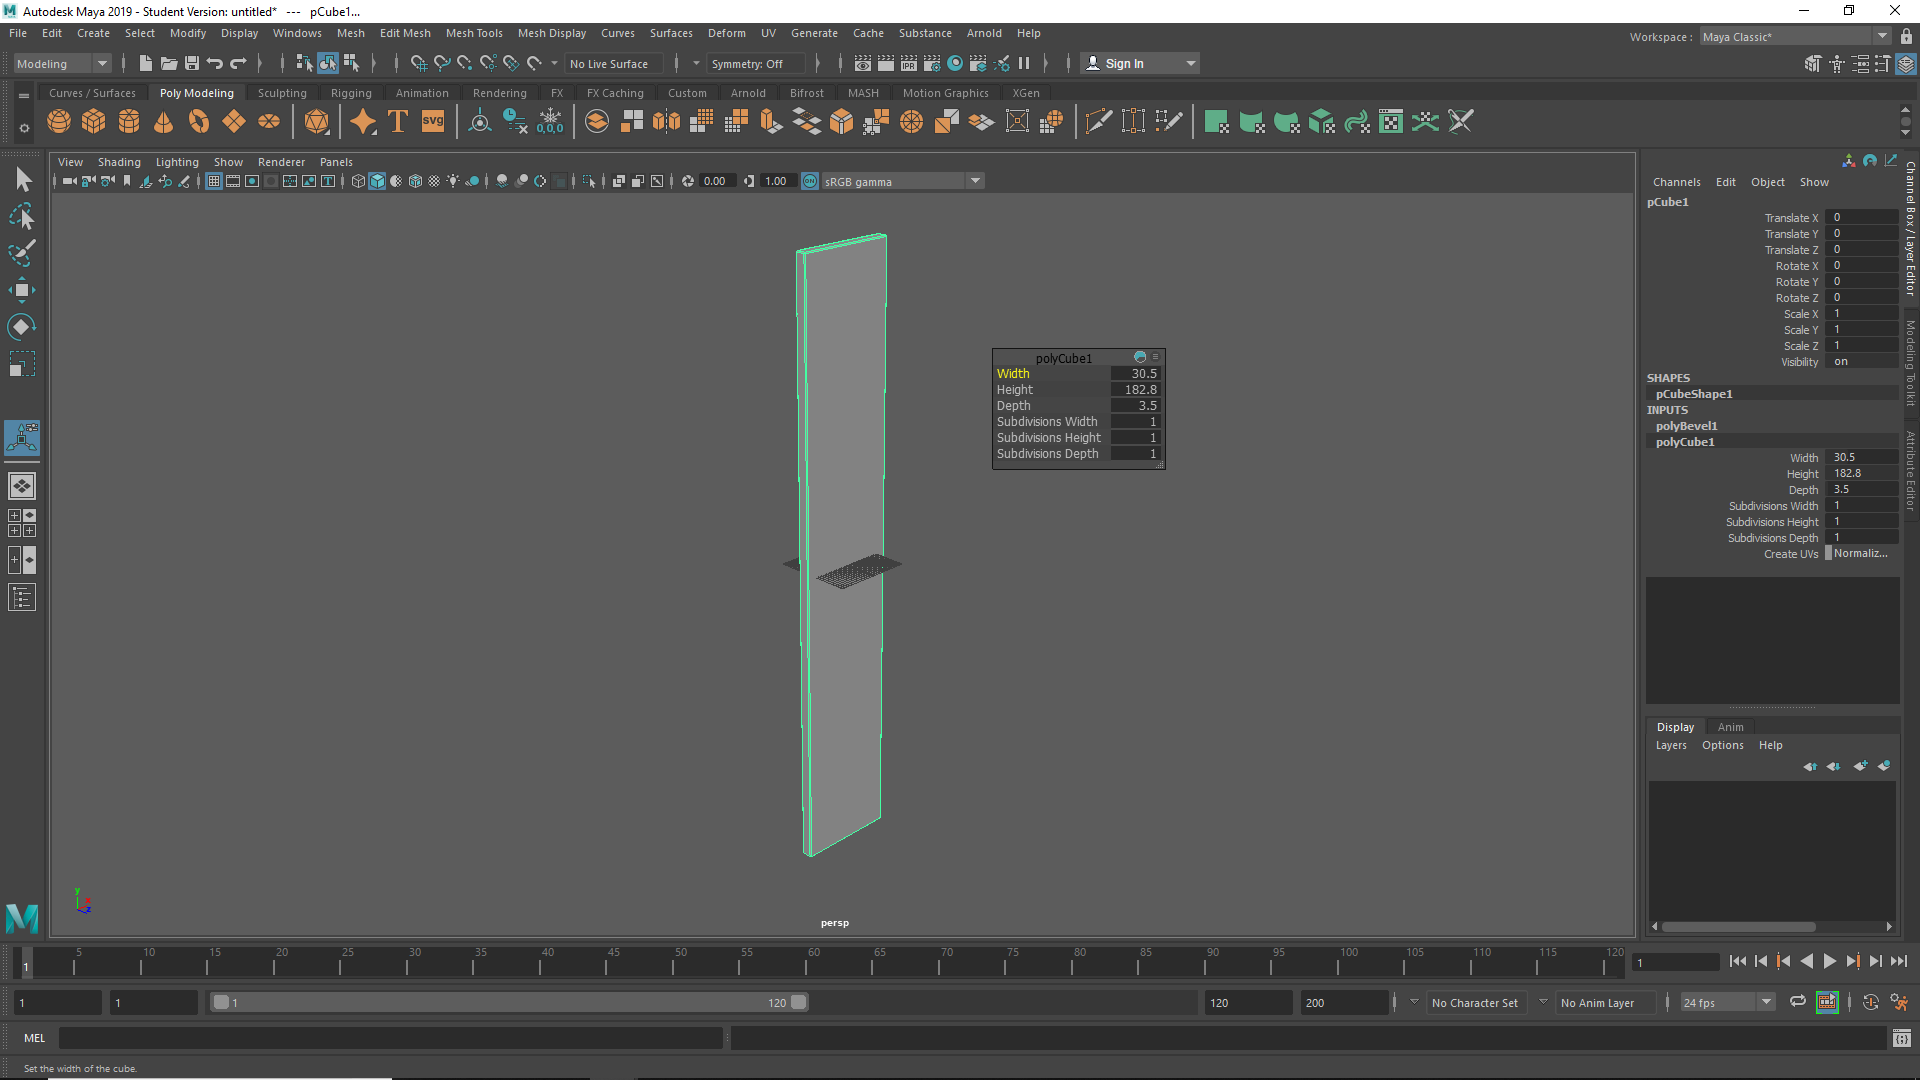 Autodesk Maya 2019 - Student Version: untitled*   ---   pCube1...
File Edit Create Select Modify Display Windows Mesh Edit Mesh Mesh Tools Mesh Display Curves Surfaces Deform UV Generate Cache Substance Arnold Help
Workspace : Maya Classic*
Modeling No Live Surface Symmetry: Off IPR Sign In
Curves / Surfaces Poly Modeling Sculpting Rigging Animation Rendering FX FX Caching Custom Arnold Bifrost MASH Motion Graphics XGen
T svg 0,0,0
View Shading Lighting Show Renderer Panels
0.00 1.00 ON sRGB gamma
polyCube1
Width 30.5
Height 182.8
Depth 3.5
Subdivisions Width 1
Subdivisions Height 1
Subdivisions Depth 1
y
x
z
persp
Channels Edit Object Show
pCube1
Translate X 0
Translate Y 0
Translate Z 0
Rotate X 0
Rotate Y 0
Rotate Z 0
Scale X 1
Scale Y 1
Scale Z 1
Visibility on
SHAPES
pCubeShape1
INPUTS
polyBevel1
polyCube1
Width 30.5
Height 182.8
Depth 3.5
Subdivisions Width 1
Subdivisions Height 1
Subdivisions Depth 1
Create UVs Normaliz...
Channel Box / Layer Editor
Modeling Toolkit
Attribute Editor
Display Anim
Layers Options Help
1 5 10 15 20 25 30 35 40 45 50 55 60 65 70 75 80 85 90 95 100 105 110 115 120
1
1 1 1 120 120 200 No Character Set No Anim Layer 24 fps
MEL
Set the width of the cube.